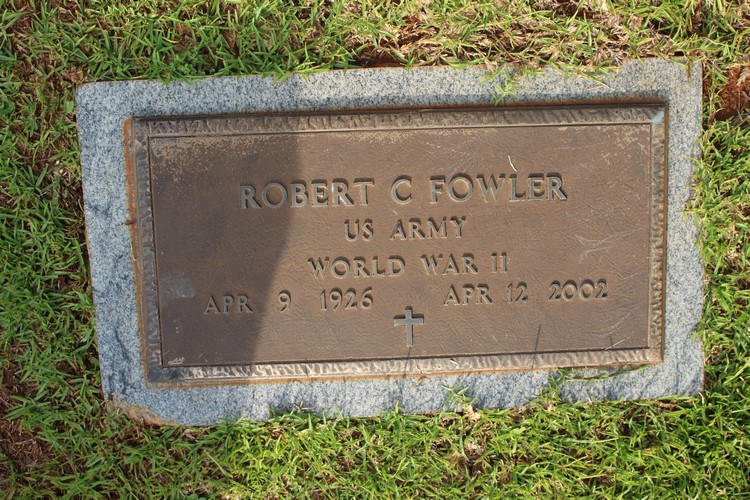 ROBERT C FOWLER
US ARMY
WORLD WAR II
APR 9 1926 APR 12 2002